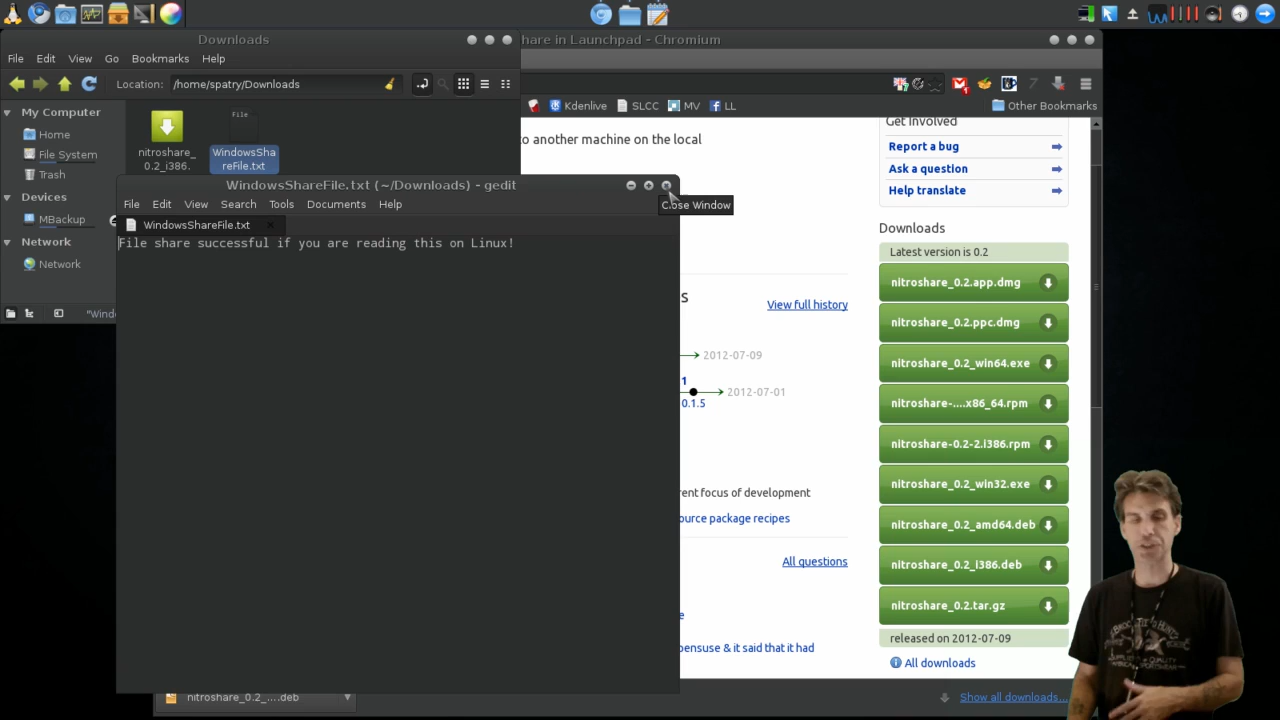 Downloads
File Edit View Go Bookmarks Help
Location: /home/spatry/Downloads
My Computer
Home
File System
Trash
Devices
MBackup
Network
Network
File
nitroshare_
0.2_i386.
WindowsSha
reFile.txt
"Windo
WindowsShareFile.txt (~/Downloads) - gedit
File Edit View Search Tools Documents Help
Close Window
WindowsShareFile.txt
File share successful if you are reading this on Linux!
hare in Launchpad - Chromium
Kdenlive SLCC MV LL
Other Bookmarks
o another machine on the local
s
View full history
2012-07-09
1
2012-07-01
0.1.5
rent focus of development
ource package recipes
All questions
e
pensuse & it said that it had
Get Involved
Report a bug
Ask a question
Help translate
Downloads
Latest version is 0.2
nitroshare_0.2.app.dmg
nitroshare_0.2.ppc.dmg
nitroshare_0.2_win64.exe
nitroshare-....x86_64.rpm
nitroshare-0.2-2.i386.rpm
nitroshare_0.2_win32.exe
nitroshare_0.2_amd64.deb
nitroshare_0.2_i386.deb
nitroshare_0.2.tar.gz
released on 2012-07-09
All downloads
nitroshare_0.2_....deb
Show all downloads...